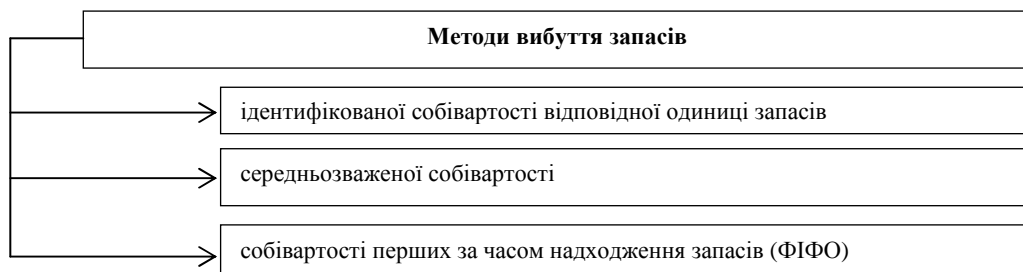 Методи вибуття запасів
ідентифікованої собівартості відповідної одиниці запасів
середньозваженої собівартості
собівартості перших за часом надходження запасів (ФІФО)